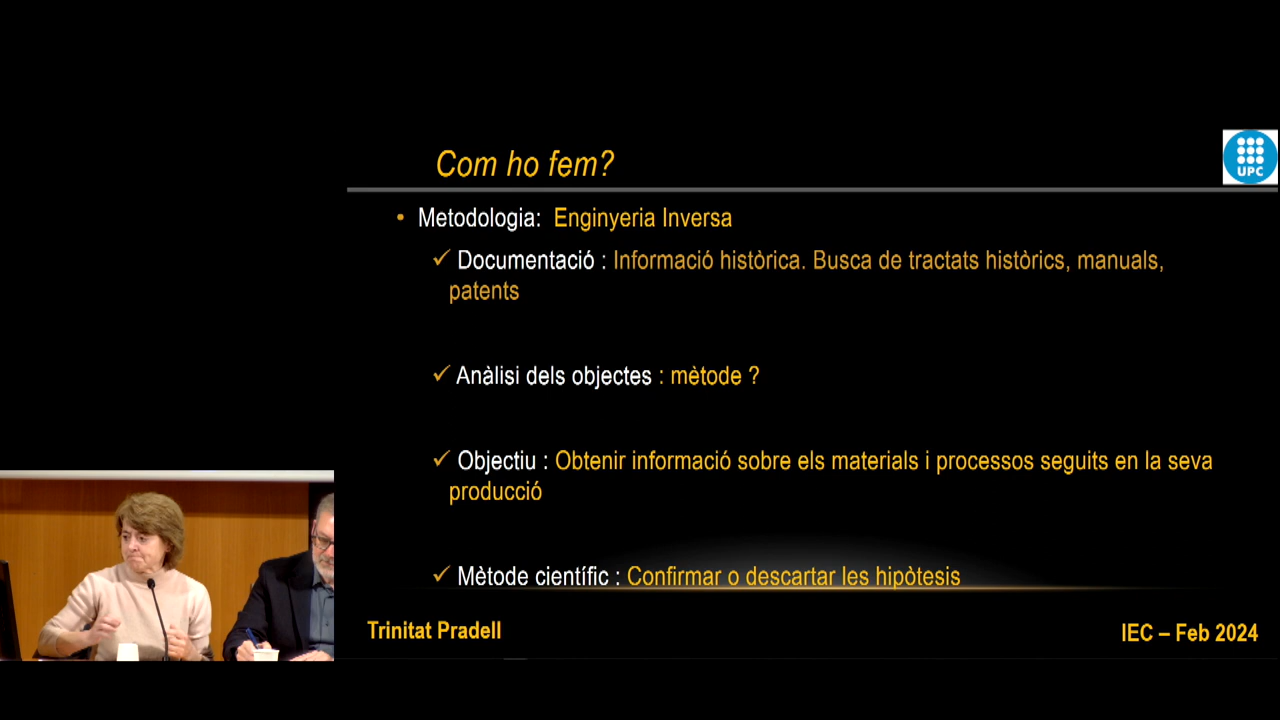 Com ho fem?
UPC
• Metodologia: Enginyeria Inversa
✓ Documentació : Informació històrica. Busca de tractats històrics, manuals,
patents
✓ Anàlisi dels objectes : mètode ?
✓ Objectiu : Obtenir informació sobre els materials i processos seguits en la seva
producció
✓ Mètode científic : Confirmar o descartar les hipòtesis
Trinitat Pradell
IEC – Feb 2024